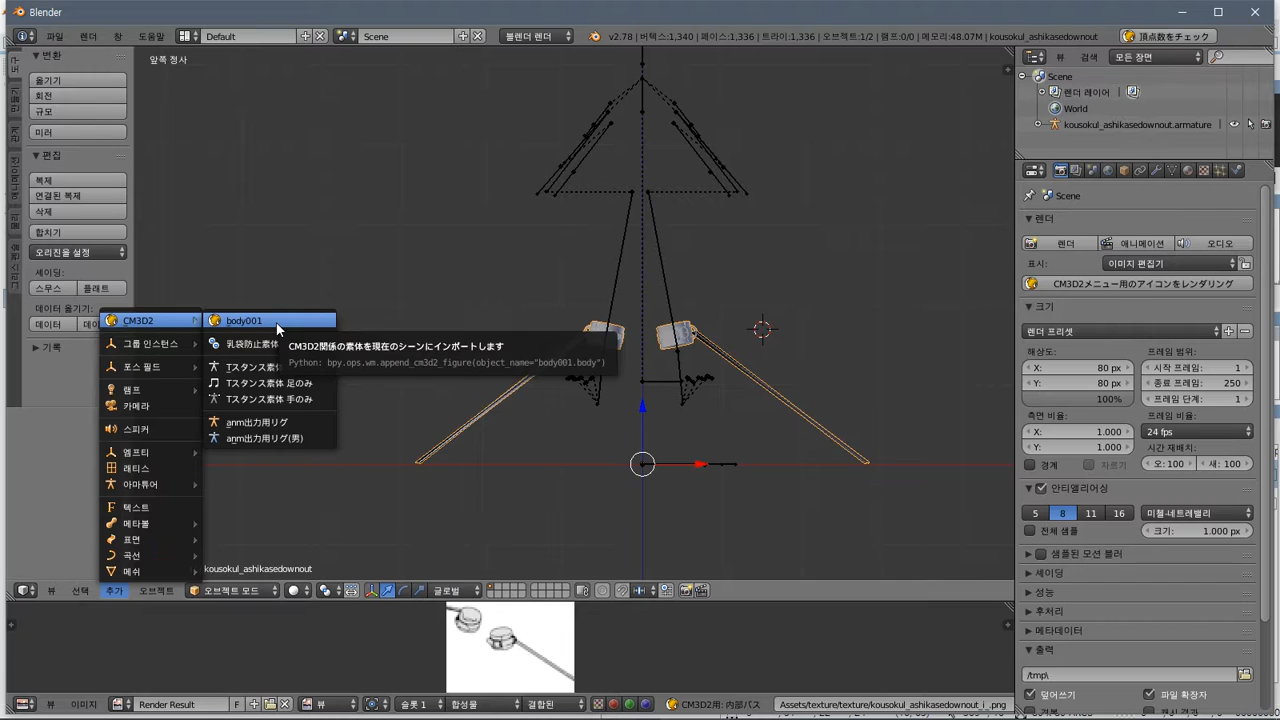 Blender
파일
렌더
창
도움말
Default
Scene
블렌더 렌더
v2.78 | 버텍스:1,340 | 페이스:1,336 | 트라이:1,336 | 오브젝트:1/2 | 램프:0/0 | 메모리:48.07M | kousokul_ashikasedownout
頂点数をチェック
변환
옮기기
회전
규모
미러
편집
복제
연결된 복제
삭제
합치기
오리진을 설정
셰이딩:
스무스
플래트
데이터 옮기기:
데이터
기록
앞쪽 정사
CM3D2
그룹 인스턴스
포스 필드
램프
카메라
스피커
엠프티
래티스
아마튜어
텍스트
메타볼
표면
곡선
메쉬
body001
乳袋防止素体
Tスタンス素体
Tスタンス素体 足のみ
Tスタンス素体 手のみ
anm出力用リグ
anm出力用リグ(男)
CM3D2関係の素体を現在のシーンにインポートします
Python: bpy.ops.wm.append_cm3d2_figure(object_name="body001.body")
kousokul_ashikasedownout
뷰
선택
추가
오브젝트
오브젝트 모드
글로벌
뷰
이미지
Render Result
F
뷰
슬롯 1
합성물
결합된
CM3D2用: 内部パス
Assets/texture/texture/kousokul_ashikasedownout_i_.png
뷰
검색
모든 장면
Scene
렌더 레이어
World
kousokul_ashikasedownout.armature
Scene
렌더
렌더
애니메이션
오디오
표시:
이미지 편집기
CM3D2メニュー用のアイコンをレンダリング
크기
렌더 프리셋
해상도:
프레임 범위:
X:
80 px
시작 프레임:
1
Y:
80 px
종료 프레임:
250
100%
프레임 스텝:
1
측면 비율:
프레임 비율:
X:
1.000
24 fps
Y:
1.000
시간 재배치:
경계
자르기
오:100
새:100
안티앨리어싱
5
8
11
16
미첼-네트래밸리
전체 샘플
크기:
1.000 px
샘플된 모션 블러
셰이딩
성능
후처리
메타데이터
출력
/tmp\
덮어쓰기
파일 확장자